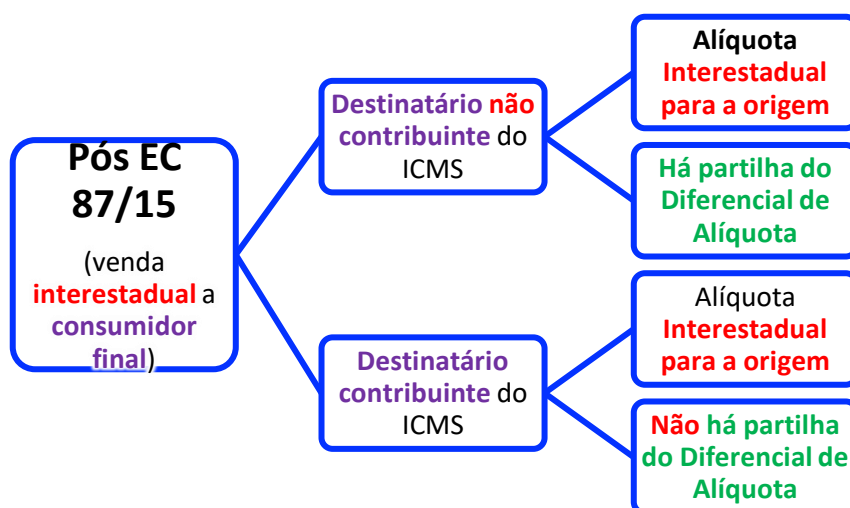 Pós EC
87/15
(venda
interestadual a
consumidor
final)
Destinatário não
contribuinte do
ICMS
Alíquota
Interestadual
para a origem
Há partilha do
Diferencial de
Alíquota
Destinatário
contribuinte do
ICMS
Alíquota
Interestadual
para a origem
Não há partilha
do Diferencial de
Alíquota